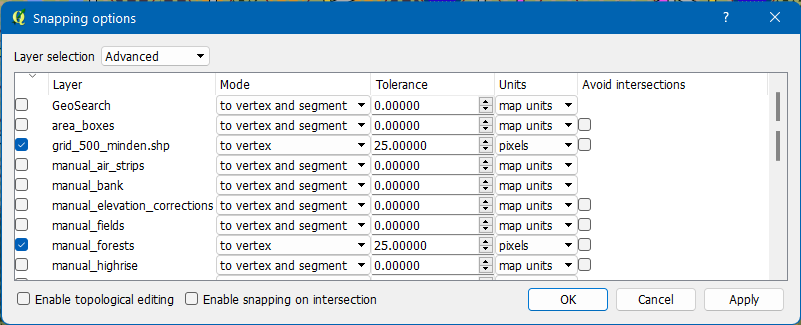 Snapping options
Layer selection Advanced
Layer Mode Tolerance Units Avoid intersections
GeoSearch to vertex and segment 0.00000 map units
area_boxes to vertex and segment 0.00000 map units
grid_500_minden.shp to vertex 25.00000 pixels
manual_air_strips to vertex and segment 0.00000 map units
manual_bank to vertex and segment 0.00000 map units
manual_elevation_corrections to vertex and segment 0.00000 map units
manual_fields to vertex and segment 0.00000 map units
manual_forests to vertex 25.00000 pixels
manual_highrise to vertex and segment 0.00000 map units
Enable topological editing Enable snapping on intersection OK Cancel Apply